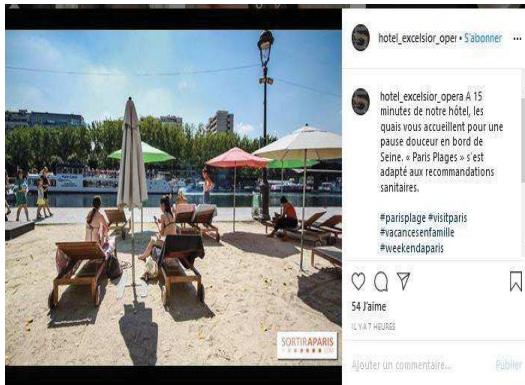 hotel_excelsior_oper • S'abonner
hotel_excelsior_opera A 15
minutes de notre hôtel, les
quais vous accueillent pour une
pause douceur en bord de
Seine. « Paris Plages » s'est
adapté aux recommandations
sanitaires.
#parisplage #visitparis
#vacancesenfamille
#weekendaparis
54 J'aime
IL Y A 7 HEURES
Ajouter un commentaire... Publier
SORTIRAPARIS